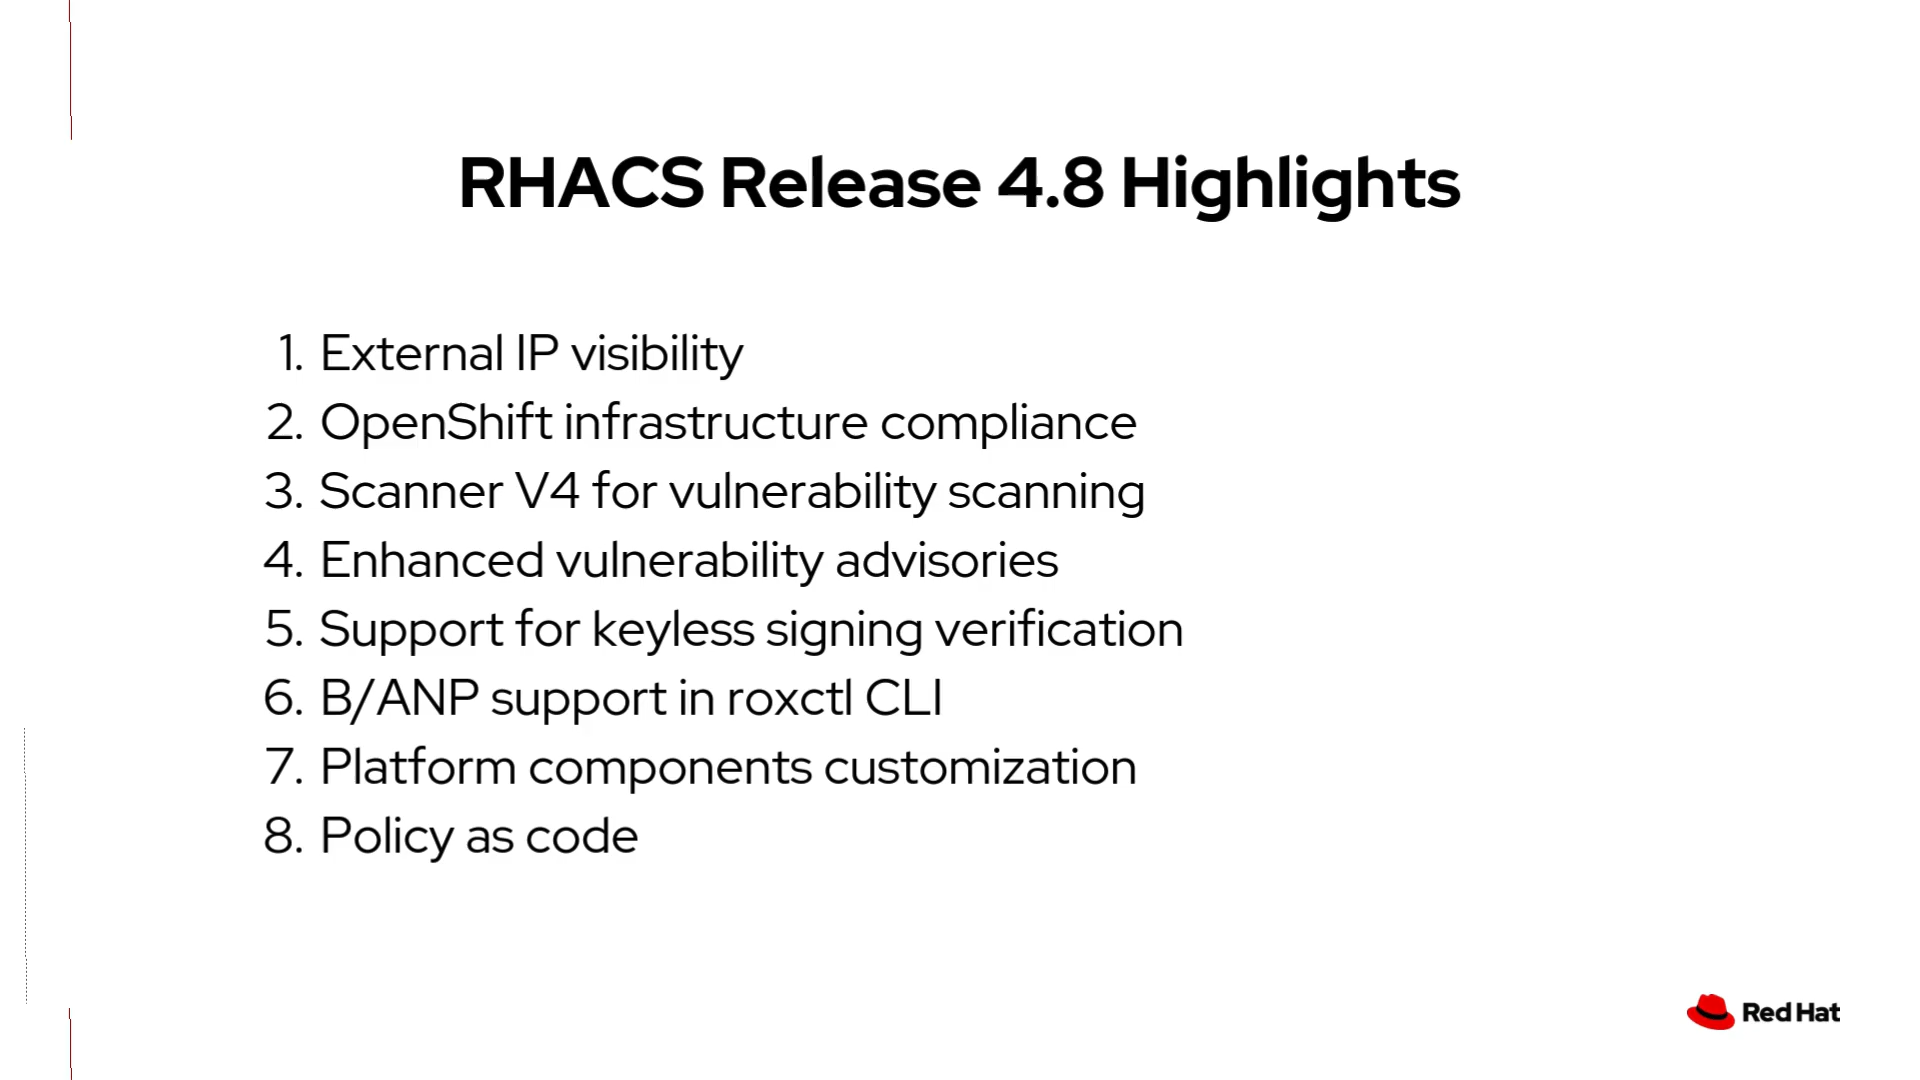 RHACS Release 4.8 Highlights
1. External IP visibility
2. OpenShift infrastructure compliance
3. Scanner V4 for vulnerability scanning
4. Enhanced vulnerability advisories
5. Support for keyless signing verification
6. B/ANP support in roxctl CLI
7. Platform components customization
8. Policy as code
Red Hat